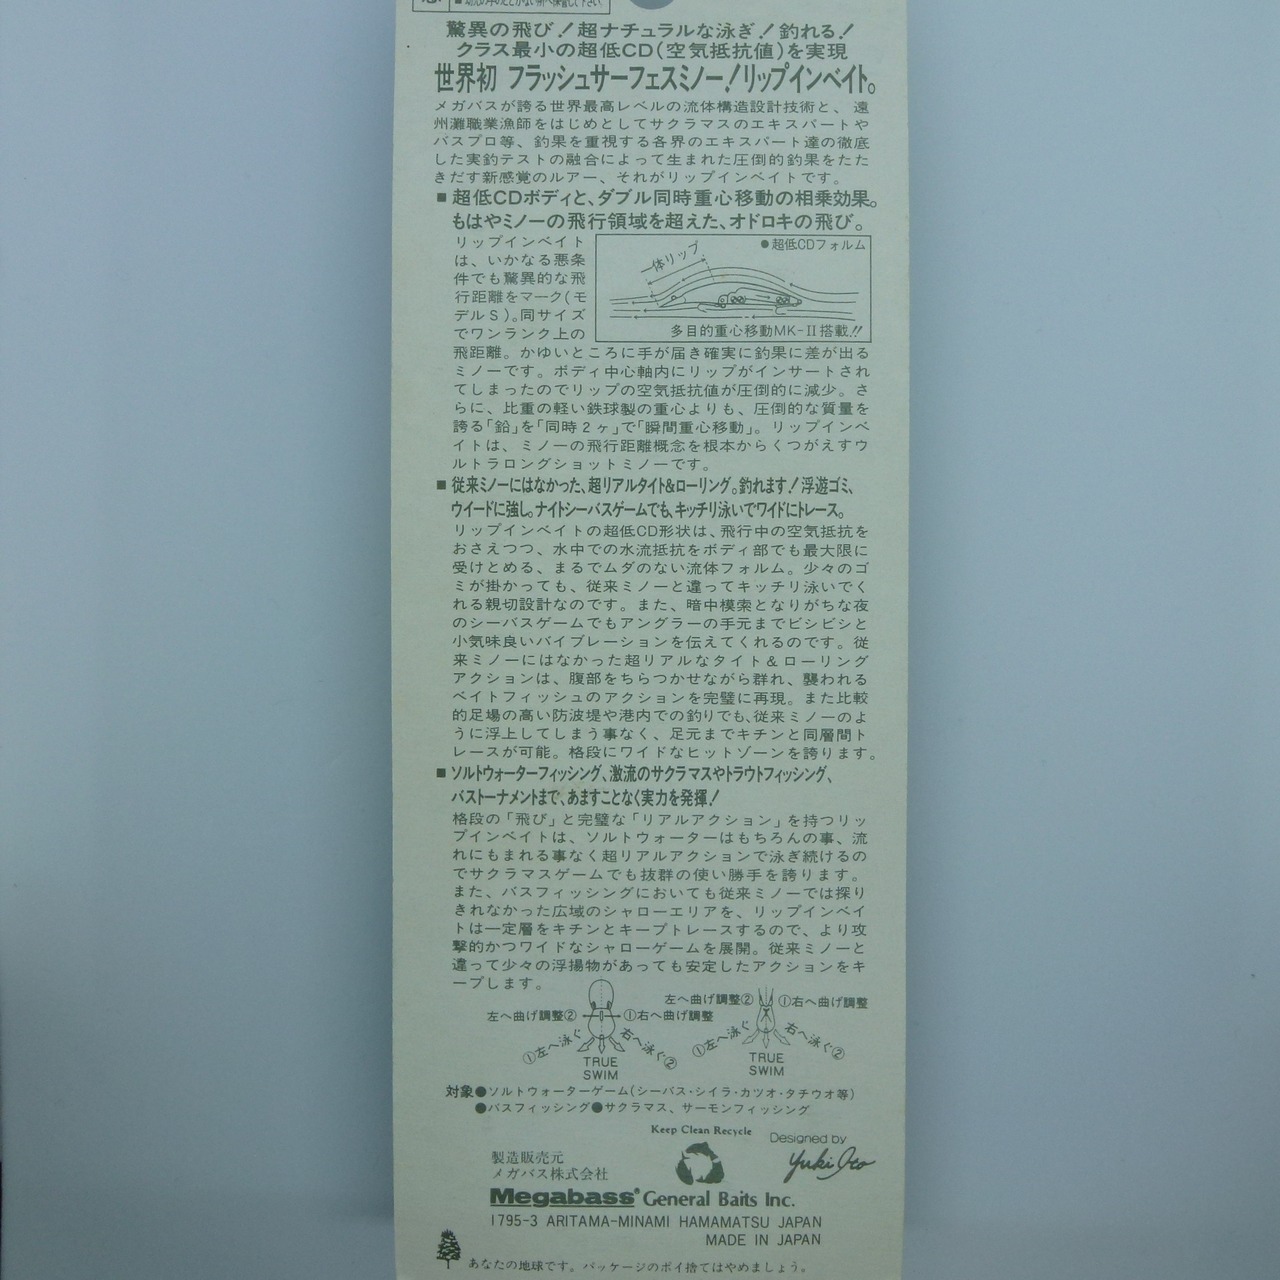 驚異の飛び！超ナチュラルな泳ぎ！釣れる！
クラス最小の超低CD（空気抵抗値）を実現
世界初 フラッシュサーフェスミノー！リップインベイト。
メガバスが誇る世界最高レベルの流体構造設計技術と、遠
州灘職業漁師をはじめとしてサクラマスのエキスパートや
バスプロ等、釣果を重視する各界のエキスパート達の徹底
した実釣テストの融合によって生まれた圧倒的釣果をたた
きだす新感覚のルアー、それがリップインベイトです。
■超低CDボディと、ダブル同時重心移動の相乗効果。
もはやミノーの飛行領域を超えた、オドロキの飛び。
リップインベイト
は、いかなる悪条
件でも驚異的な飛
行距離をマーク（モ
デルS）。同サイズ
でワンランク上の
●超低CDフォルム
一体リップ
多目的重心移動MK-II搭載!!
飛距離。かゆいところに手が届き確実に釣果に差が出る
ミノーです。ボディ中心軸内にリップがインサートされ
てしまったのでリップの空気抵抗値が圧倒的に減少。さ
らに、比重の軽い鉄球製の重心よりも、圧倒的な質量を
誇る「鉛」を「同時２ヶ」で「瞬間重心移動」。リップインベ
イトは、ミノーの飛行距離概念を根本からくつがえすウ
ルトラロングショットミノーです。
■従来ミノーにはなかった、超リアルタイト&ローリング。釣れます！浮遊ゴミ、
ウイードに強し。ナイトシーバスゲームでも、キッチリ泳いでワイドにトレース。
リップインベイトの超低CD形状は、飛行中の空気抵抗を
おさえつつ、水中での水流抵抗をボディ部でも最大限に
受けとめる、まるでムダのない流体フォルム。少々のゴ
ミが掛かっても、従来ミノーと違ってキッチリ泳いでく
れる親切設計なのです。また、暗中模索となりがちな夜
のシーバスゲームでもアングラーの手元までビシビシと
小気味良いバイブレーションを伝えてくれるのです。従
来ミノーにはなかった超リアルなタイト＆ローリング
アクションは、腹部をちらつかせながら群れ、襲われる
ベイトフィッシュのアクションを完璧に再現。また比較
的足場の高い防波堤や港内での釣りでも、従来ミノーのよ
うに浮上してしまう事なく、足元までキチンと同層間ト
レースが可能。格段にワイドなヒットゾーンを誇ります。
■ソルトウォーターフィッシング、激流のサクラマスやトラウトフィッシング、
バストーナメントまで、あますことなく実力を発揮！
格段の「飛び」と完璧な「リアルアクション」を持つリッ
プインベイトは、ソルトウォーターはもちろんの事、流
れにもまれる事なく超リアルアクションで泳ぎ続けるの
でサクラマスゲームでも抜群の使い勝手を誇ります。
また、バスフィッシングにおいても従来ミノーでは探り
きれなかった広域のシャローエリアを、リップインベイ
トは一定層をキチンとキープトレースするので、より攻
撃的かつワイドなシャローゲームを展開。従来ミノーと
違って少々の浮揚物があっても安定したアクションをキ
ープします。
左へ曲げ調整② ①右へ曲げ調整
①左へ泳ぐ 右へ泳ぐ②
TRUE
SWIM
左へ曲げ調整② ①右へ曲げ調整
①左へ泳ぐ 右へ泳ぐ②
TRUE
SWIM
対象●ソルトウォーターゲーム（シーバス・シイラ・カツオ・タチウオ等）
●バスフィッシング●サクラマス、サーモンフィッシング
Keep Clean Recycle
Designed by
Yuki Ito
製造販売元
メガバス株式会社
Megabass® General Baits Inc.
1795-3 ARITAMA-MINAMI HAMAMATSU JAPAN
MADE IN JAPAN
あなたの地球です。パッケージのポイ捨てはやめましょう。